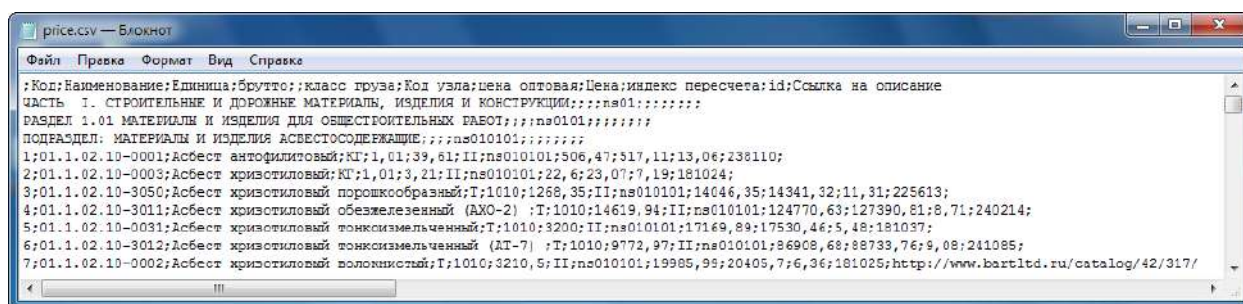 price.csv — Блокнот
Файл Правка Формат Вид Справка
;Код;Наименование;Единица;брутто;;класс груза;Код узла;цена оптовая;Цена;индекс пересчета;id;Ссылка на описание
ЧАСТЬ I. СТРОИТЕЛЬНЫЕ И ДОРОЖНЫЕ МАТЕРИАЛЫ, ИЗДЕЛИЯ И КОНСТРУКЦИИ;;;;ns01;;;;;;;;
РАЗДЕЛ 1.01 МАТЕРИАЛЫ И ИЗДЕЛИЯ ДЛЯ ОБЩЕСТРОИТЕЛЬНЫХ РАБОТ;;;;ns0101;;;;;;;;
ПОДРАЗДЕЛ: МАТЕРИАЛЫ И ИЗДЕЛИЯ АСБЕСТОСОДЕРЖАЩИЕ;;;;ns010101;;;;;;;;
1;01.1.02.10-0001;Асбест антофилитовый;КГ;1,01;39,61;II;ns010101;506,47;517,11;13,06;238110;
2;01.1.02.10-0003;Асбест хризотиловый;КГ;1,01;3,21;II;ns010101;22,6;23,07;7,19;181024;
3;01.1.02.10-3050;Асбест хризотиловый порошкообразный;Т;1010;1268,35;II;ns010101;14046,35;14341,32;11,31;225613;
4;01.1.02.10-3011;Асбест хризотиловый обезжелезенный (АХО-2) ;Т;1010;14619,94;II;ns010101;124770,63;127390,81;8,71;240214;
5;01.1.02.10-0031;Асбест хризотиловый тонкоизмельченный;Т;1010;3200;II;ns010101;17169,89;17530,46;5,48;181037;
6;01.1.02.10-3012;Асбест хризотиловый тонкоизмельченный (АТ-7) ;Т;1010;9772,97;II;ns010101;86908,68;88733,76;9,08;241085;
7;01.1.02.10-0002;Асбест хризотиловый волокнистый;Т;1010;3210,5;II;ns010101;19985,99;20405,7;6,36;181025;http://www.bartltd.ru/catalog/42/317/